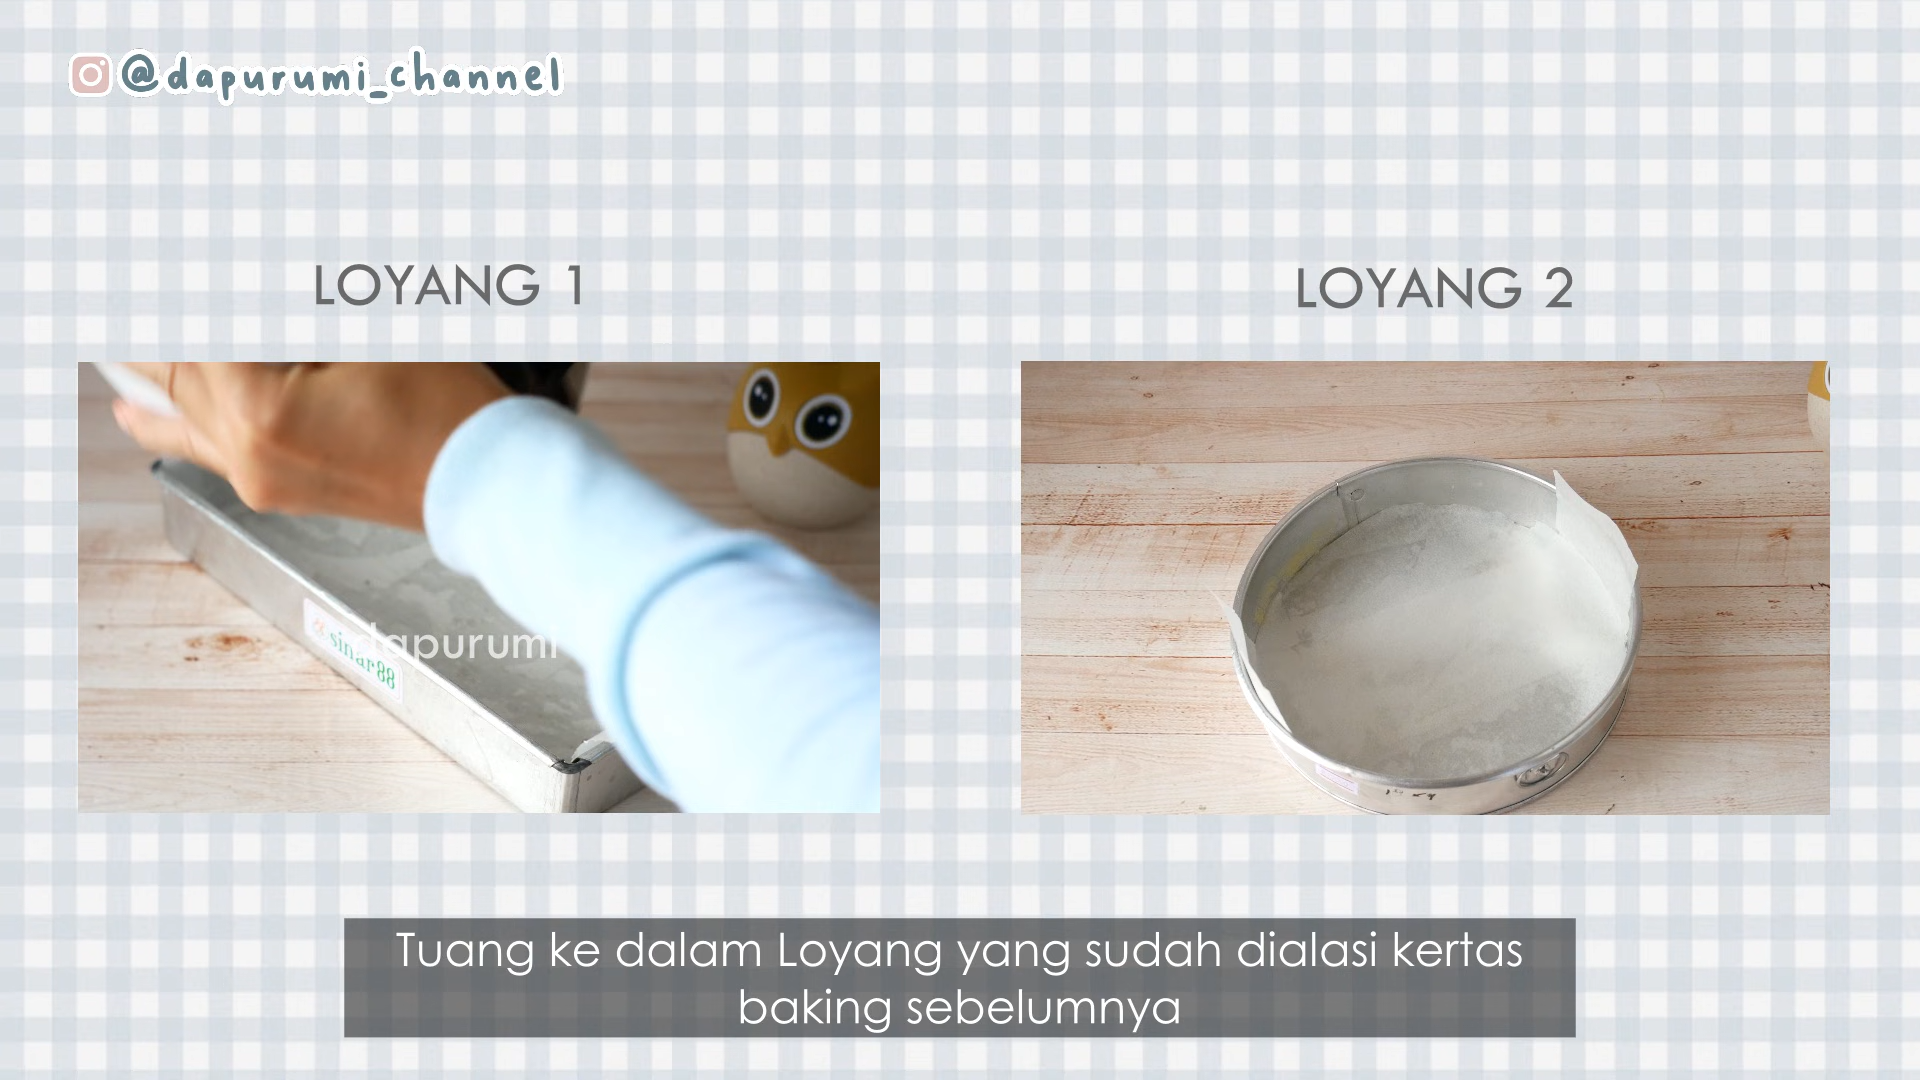 @dapurumi_channel
LOYANG 1
LOYANG 2
sinar88
dapurumi
Tuang ke dalam Loyang yang sudah dialasi kertas
baking sebelumnya